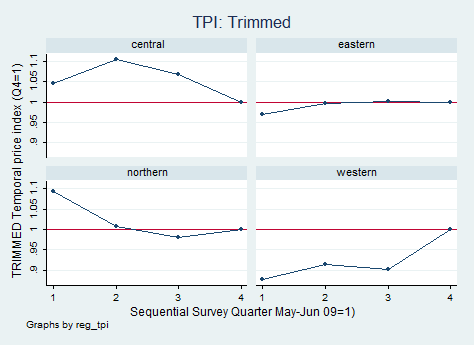 TPI: Trimmed
central
eastern
1.1
1.05
1
.95
.9
northern
western
1.1
1.05
1
.95
.9
TRIMMED Temporal price index (Q4=1)
1 2 3 4 1 2 3 4
Sequential Survey Quarter May-Jun 09=1)
Graphs by reg_tpi